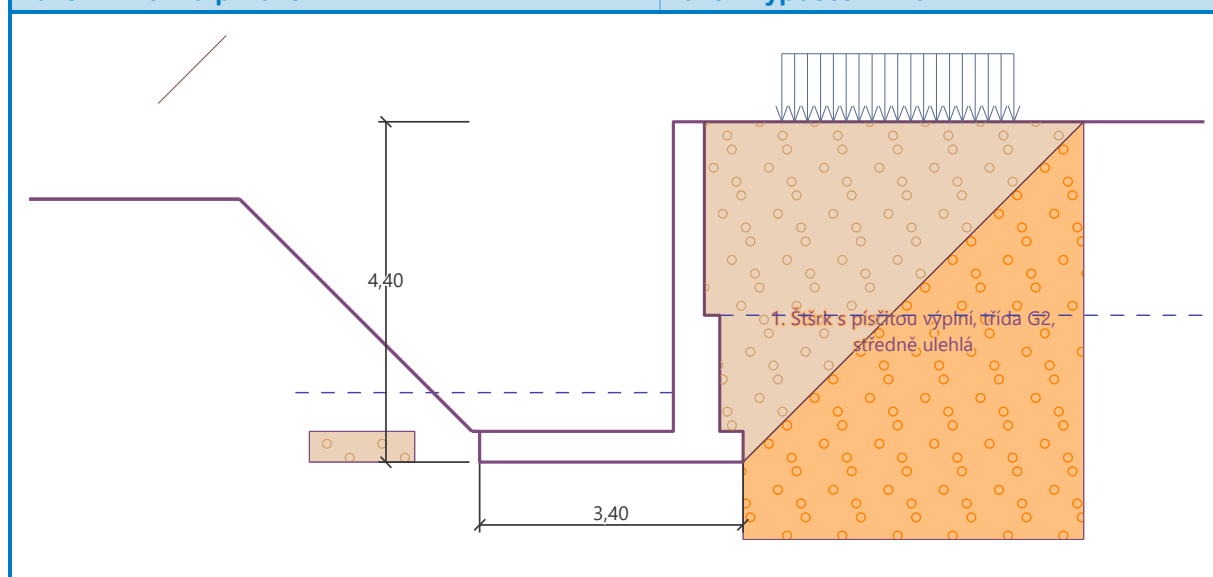 4,40
1. Štěrk s písčitou výplní, třída G2,
středně ulehlá
3,40